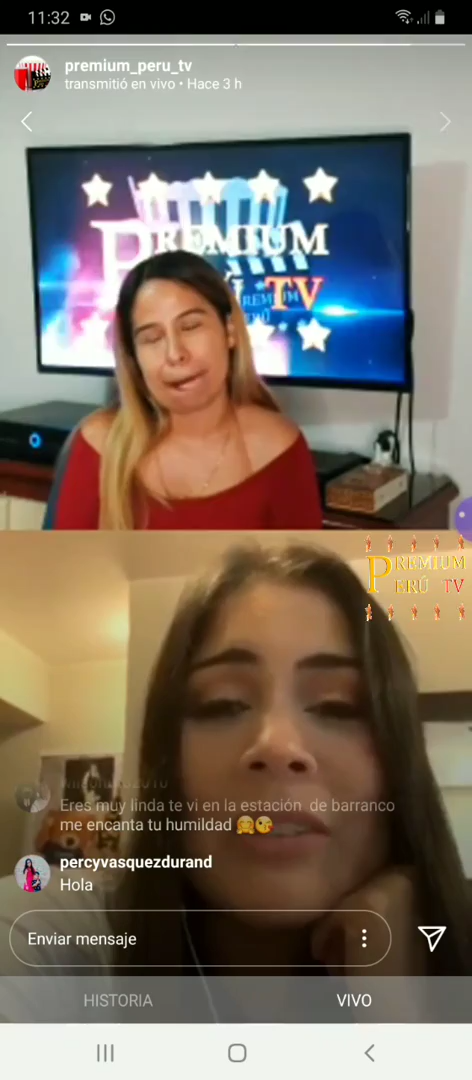 11:32
premium_peru_tv
transmitió en vivo • Hace 3 h
PREMIUM
TV
PREMIUM
PERÚ TV
Eres muy linda te vi en la estación de barranco
me encanta tu humildad 🤗😘
percyvasquezdurand
Hola
Enviar mensaje
HISTORIA
VIVO